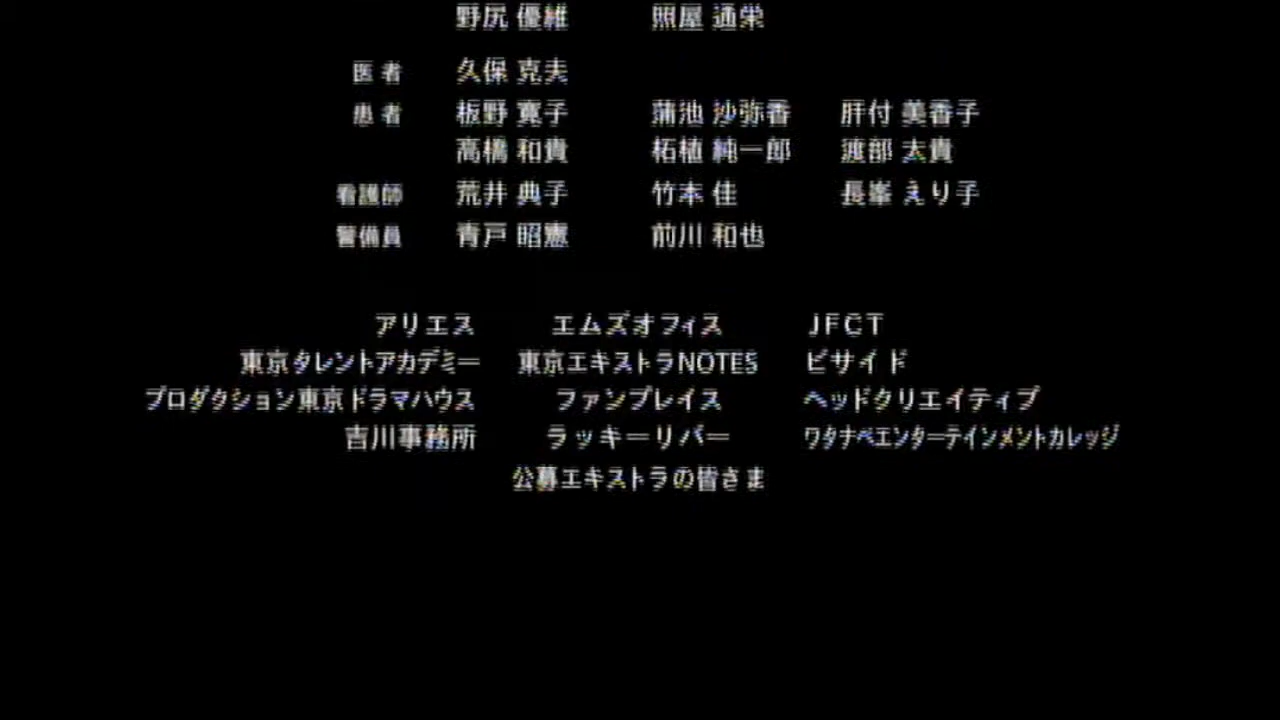 野尻 優維 照屋 通栄
医者 久保 克夫
患者 板野 寛子 蒲池 沙弥香 肝付 美香子
高橋 和貴 柘植 純一郎 渡部 太貴
看護師 荒井 典子 竹本 佳 長峯 えり子
警備員 青戸 昭憲 前川 和也
アリエス エムズオフィス JFCT
東京タレントアカデミー 東京エキストラNOTES ビサイド
プロダクション東京ドラマハウス ファンプレイス ヘッドクリエイティブ
吉川事務所 ラッキーリバー ワタナベエンターテインメントカレッジ
公募エキストラの皆さま